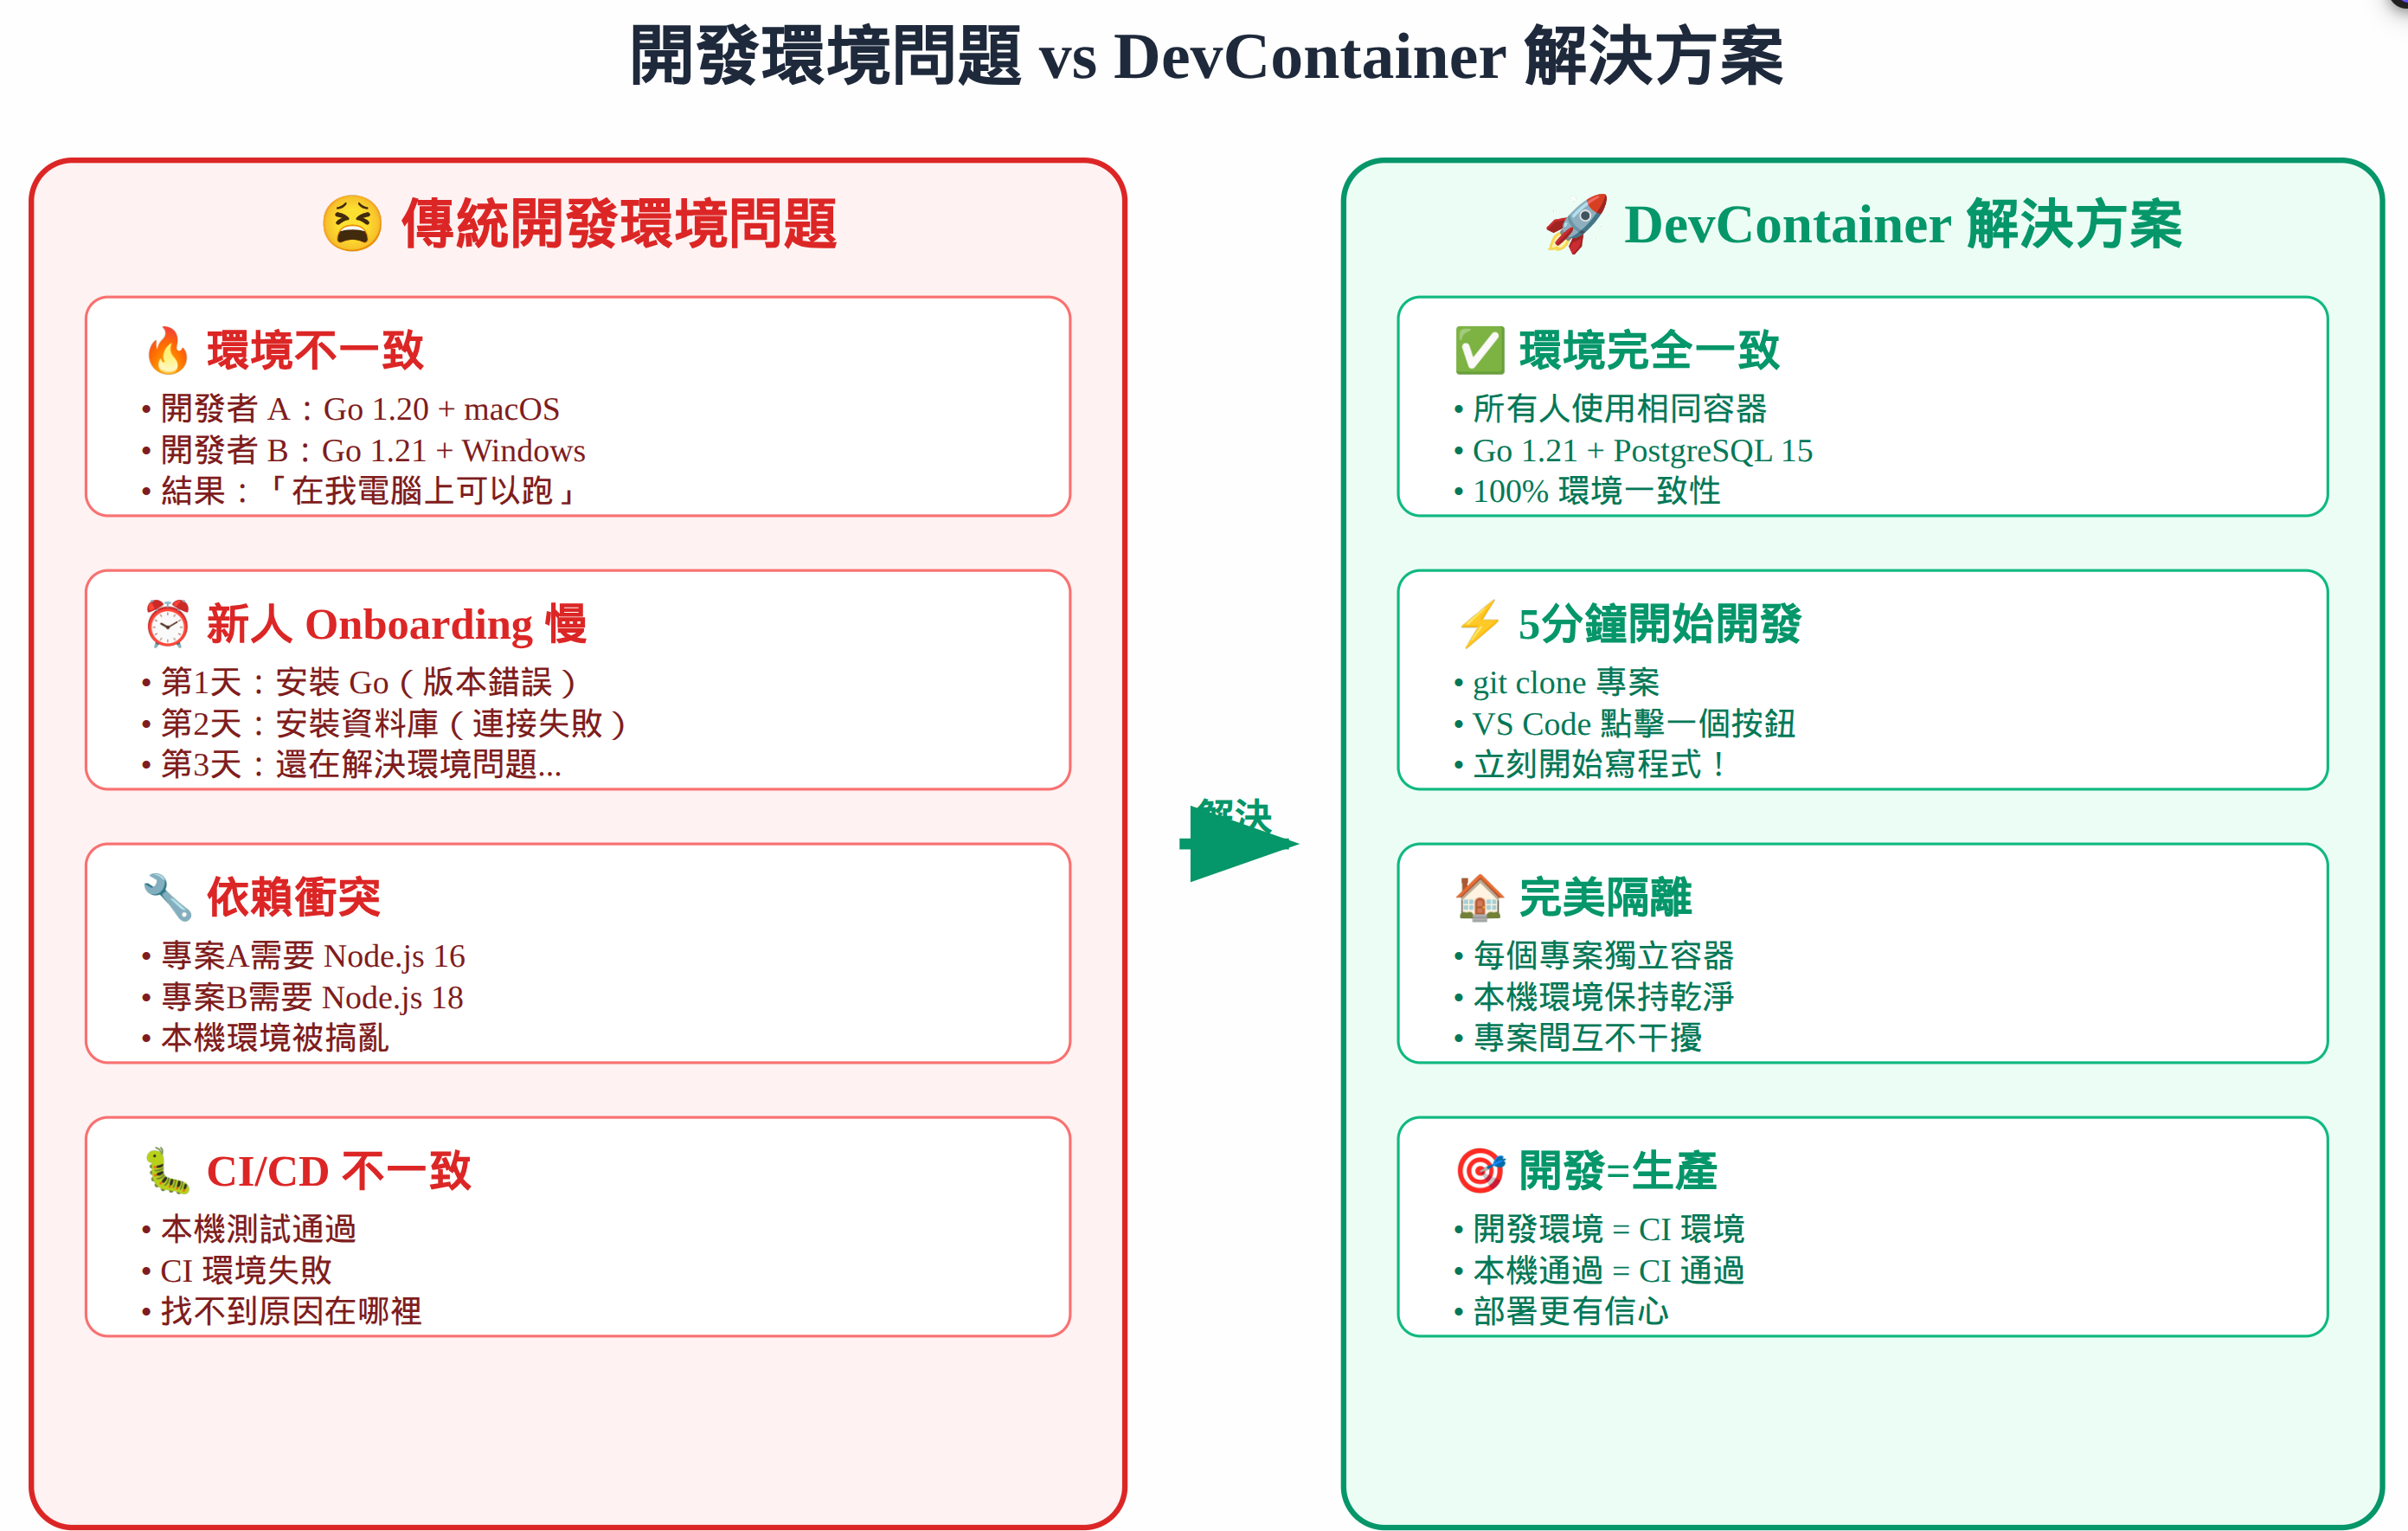 開發環境問題 vs DevContainer 解決方案
😫 傳統開發環境問題
🔥 環境不一致
• 開發者 A：Go 1.20 + macOS
• 開發者 B：Go 1.21 + Windows
• 結果：「在我電腦上可以跑」
⏰ 新人 Onboarding 慢
• 第1天：安裝 Go（版本錯誤）
• 第2天：安裝資料庫（連接失敗）
• 第3天：還在解決環境問題...
🔧 依賴衝突
• 專案A需要 Node.js 16
• 專案B需要 Node.js 18
• 本機環境被搞亂
🐛 CI/CD 不一致
• 本機測試通過
• CI 環境失敗
• 找不到原因在哪裡
解決
🚀 DevContainer 解決方案
✅ 環境完全一致
• 所有人使用相同容器
• Go 1.21 + PostgreSQL 15
• 100% 環境一致性
⚡ 5分鐘開始開發
• git clone 專案
• VS Code 點擊一個按鈕
• 立刻開始寫程式！
🏠 完美隔離
• 每個專案獨立容器
• 本機環境保持乾淨
• 專案間互不干擾
🎯 開發=生產
• 開發環境 = CI 環境
• 本機通過 = CI 通過
• 部署更有信心